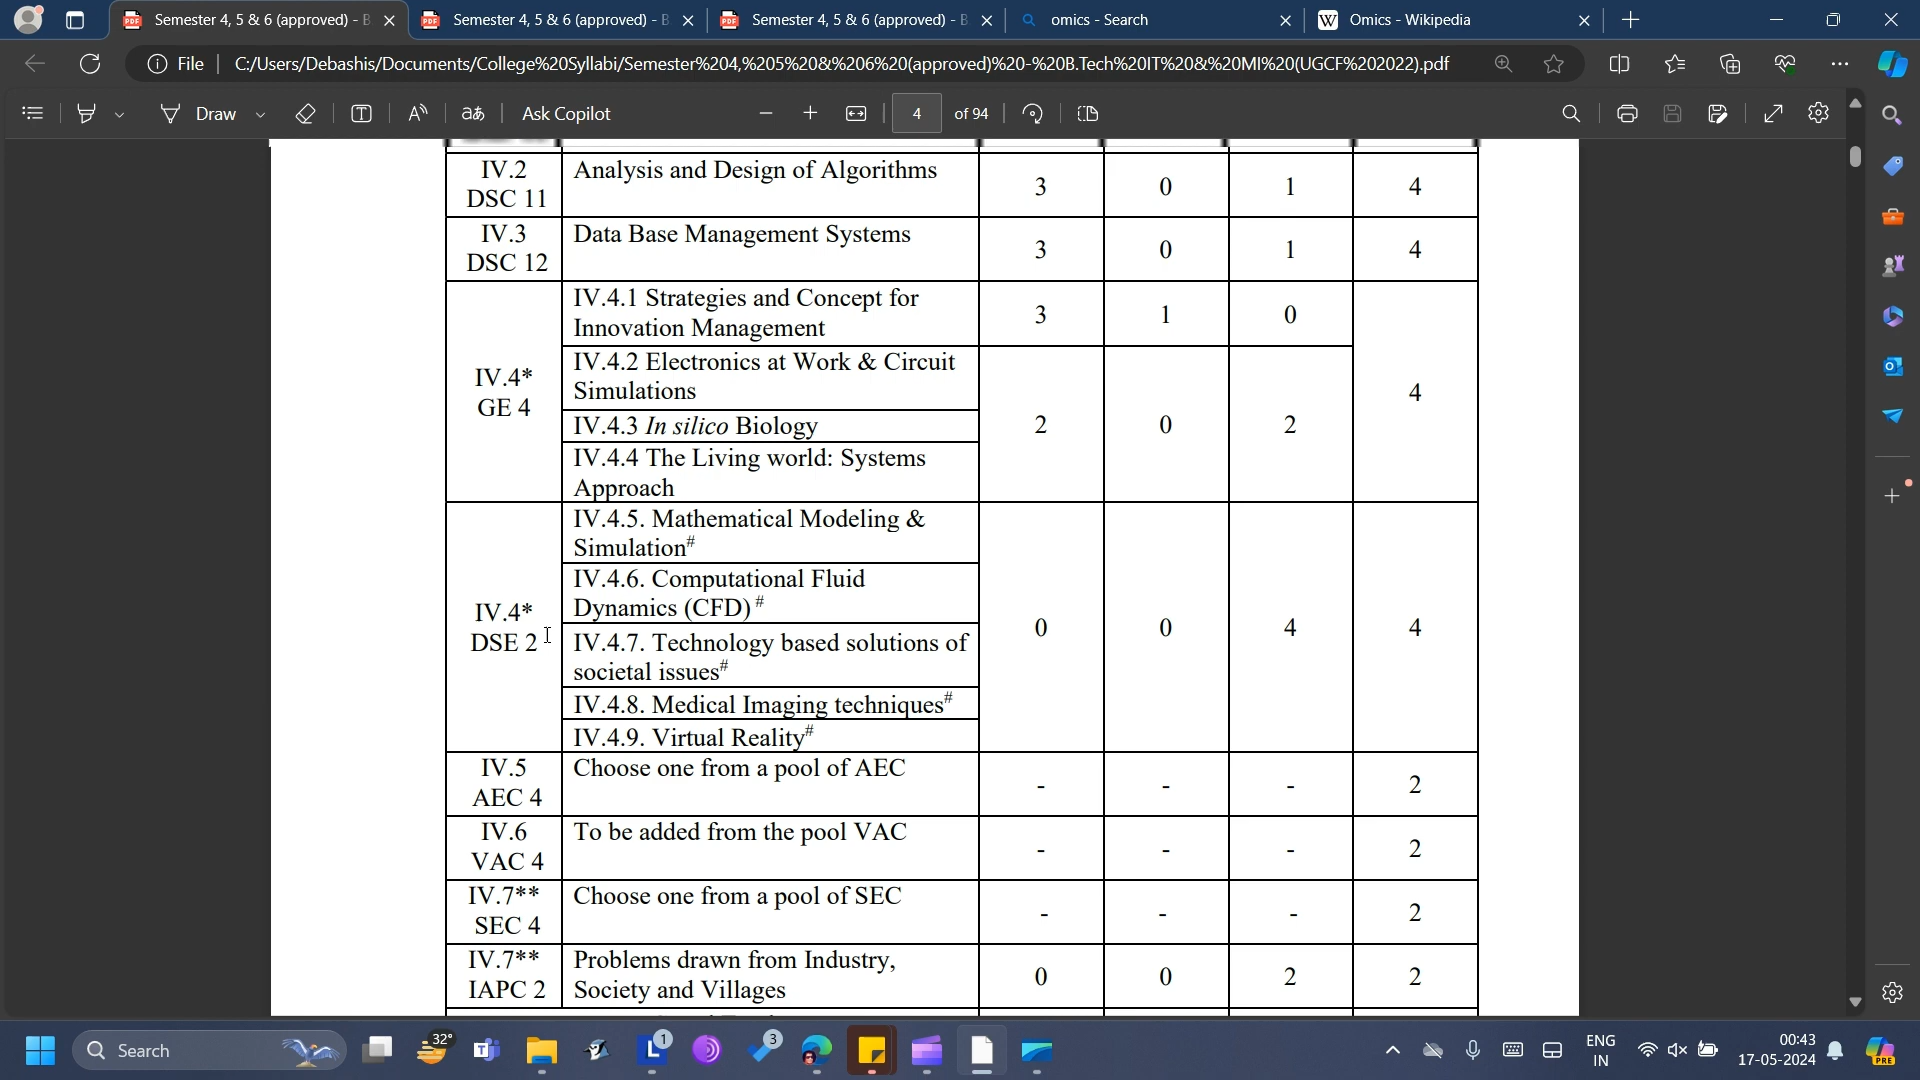 Semester 4, 5 & 6 (approved) - B
Semester 4, 5 & 6 (approved) - B
Semester 4, 5 & 6 (approved) - B
omics - Search
Omics - Wikipedia
File
C:/Users/Debashis/Documents/College%20Syllabi/Semester%204,%205%20&%206%20(approved)%20-%20B.Tech%20IT%20&%20MI%20(UGCF%202022).pdf
Draw
Ask Copilot
4 of 94
IV.2
DSC 11
Analysis and Design of Algorithms
3 0 1 4
IV.3
DSC 12
Data Base Management Systems
3 0 1 4
IV.4*
GE 4
IV.4.1 Strategies and Concept for
Innovation Management
3 1 0
IV.4.2 Electronics at Work & Circuit
Simulations
IV.4.3 In silico Biology
IV.4.4 The Living world: Systems
Approach
2 0 2
4
IV.4*
DSE 2
IV.4.5. Mathematical Modeling &
Simulation#
IV.4.6. Computational Fluid
Dynamics (CFD) #
IV.4.7. Technology based solutions of
societal issues#
IV.4.8. Medical Imaging techniques#
IV.4.9. Virtual Reality#
0 0 4 4
IV.5
AEC 4
Choose one from a pool of AEC
- - - 2
IV.6
VAC 4
To be added from the pool VAC
- - - 2
IV.7**
SEC 4
Choose one from a pool of SEC
- - - 2
IV.7**
IAPC 2
Problems drawn from Industry,
Society and Villages
0 0 2 2
Search
32°
1
3
ENG
IN
00:43
17-05-2024
PRE